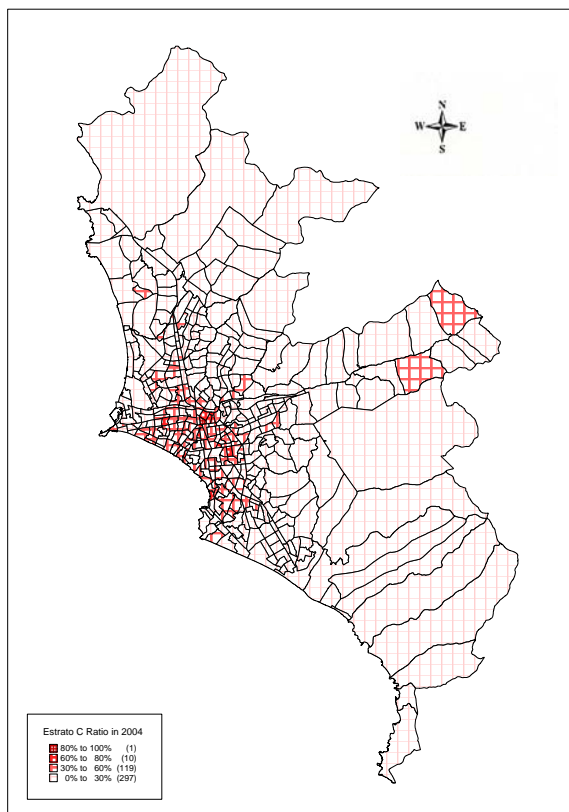 N
W E
S
Estrato C Ratio in 2004
80% to 100% (1)
60% to 80% (10)
30% to 60% (119)
0% to 30% (297)